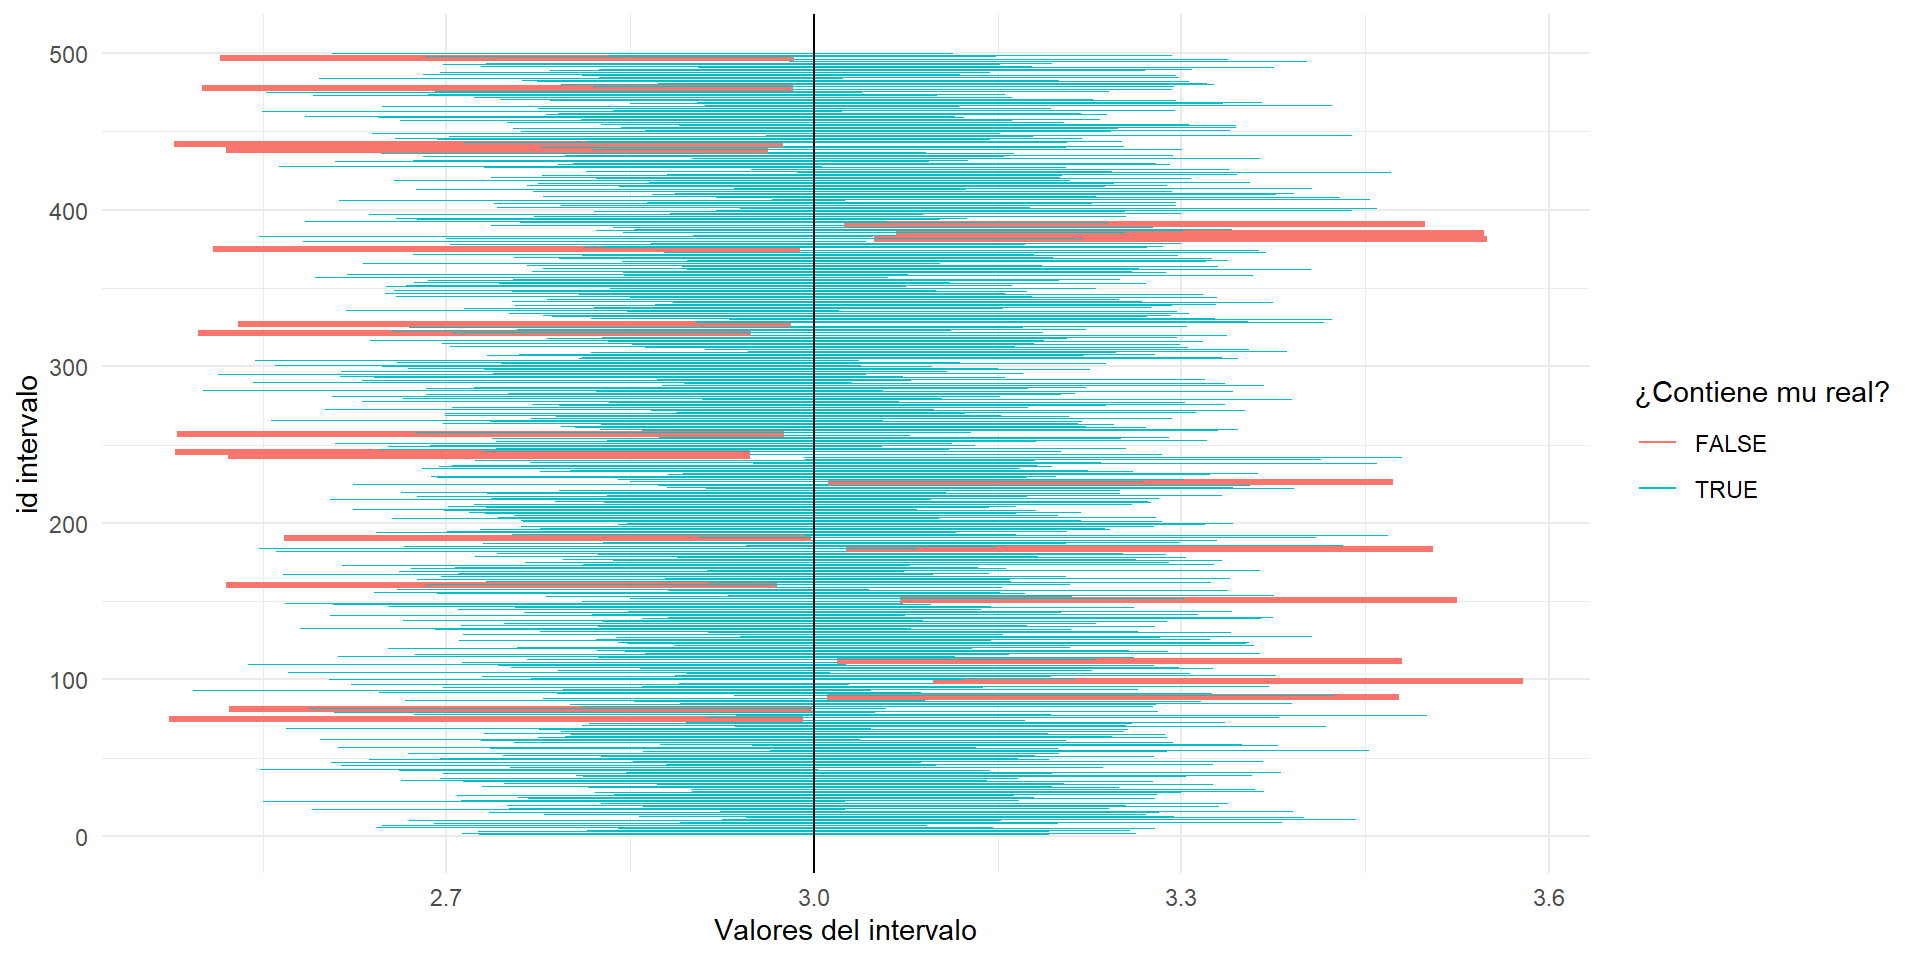 500
400
300
200
100
0
id intervalo
2.7 3.0 3.3 3.6
Valores del intervalo
¿Contiene mu real?
FALSE
TRUE